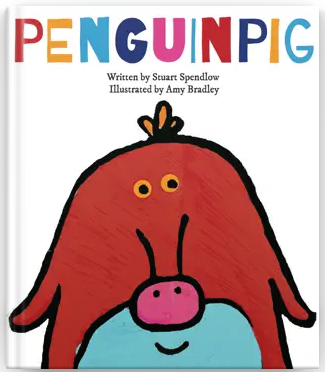 PENGUINPIG
Written by Stuart Spendlow
Illustrated by Amy Bradley